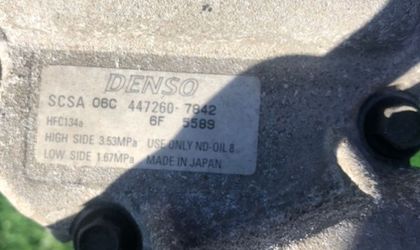 DENSO
SCSA 06C 447260-7842
HFC134a 6F 5589
HIGH SIDE 3.53MPa USE ONLY ND-OIL 8
LOW SIDE 1.67MPa MADE IN JAPAN